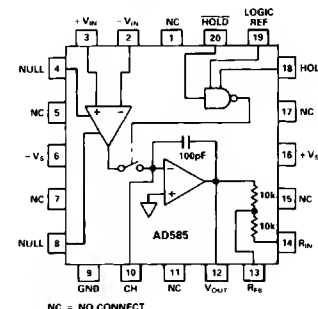 + VIN
– VIN
NC
HOLD
LOGIC
REF
3
2
1
20
19
NULL 4
18 HOL
NC 5
17 NC
– VS 6
16 + VS
100pF
NC 7
15 NC
10k
10k
NULL 8
AD585
14 RIN
9
10
11
12
13
GND
CH
NC
VOUT
RFB
NC = NO CONNECT